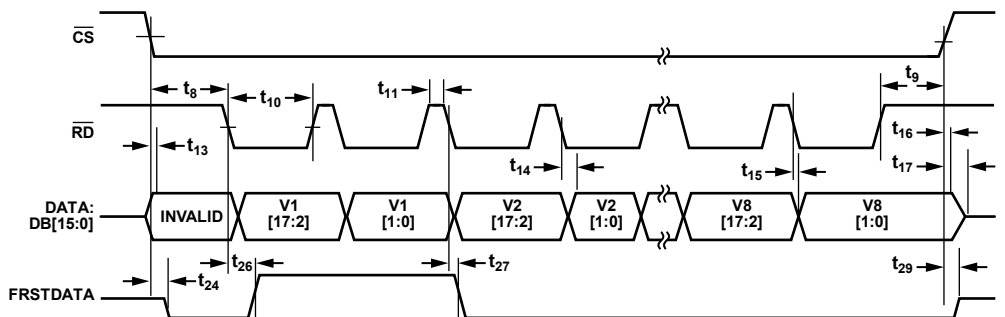 CS
t8
t10
t11
t9
RD
t13
t14
t15
t16
t17
DATA:
DB[15:0]
INVALID
V1
[17:2]
V1
[1:0]
V2
[17:2]
V2
[1:0]
V8
[17:2]
V8
[1:0]
t24
t26
t27
t29
FRSTDATA